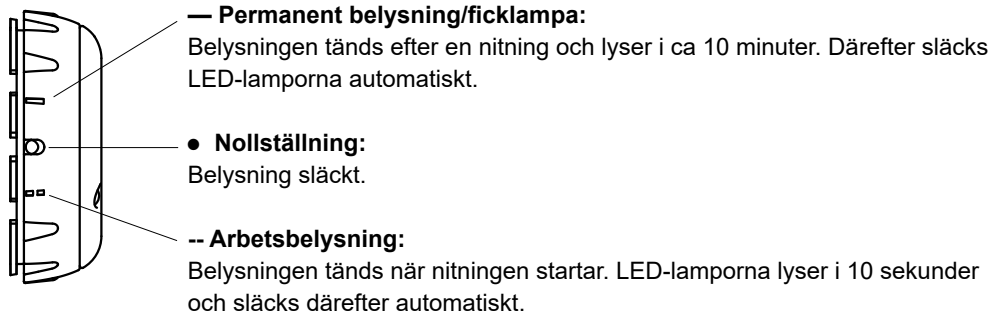 — Permanent belysning/ficklampa:
Belysningen tänds efter en nitning och lyser i ca 10 minuter. Därefter släcks
LED-lamporna automatiskt.
● Nollställning:
Belysning släckt.
-- Arbetsbelysning:
Belysningen tänds när nitningen startar. LED-lamporna lyser i 10 sekunder
och släcks därefter automatiskt.